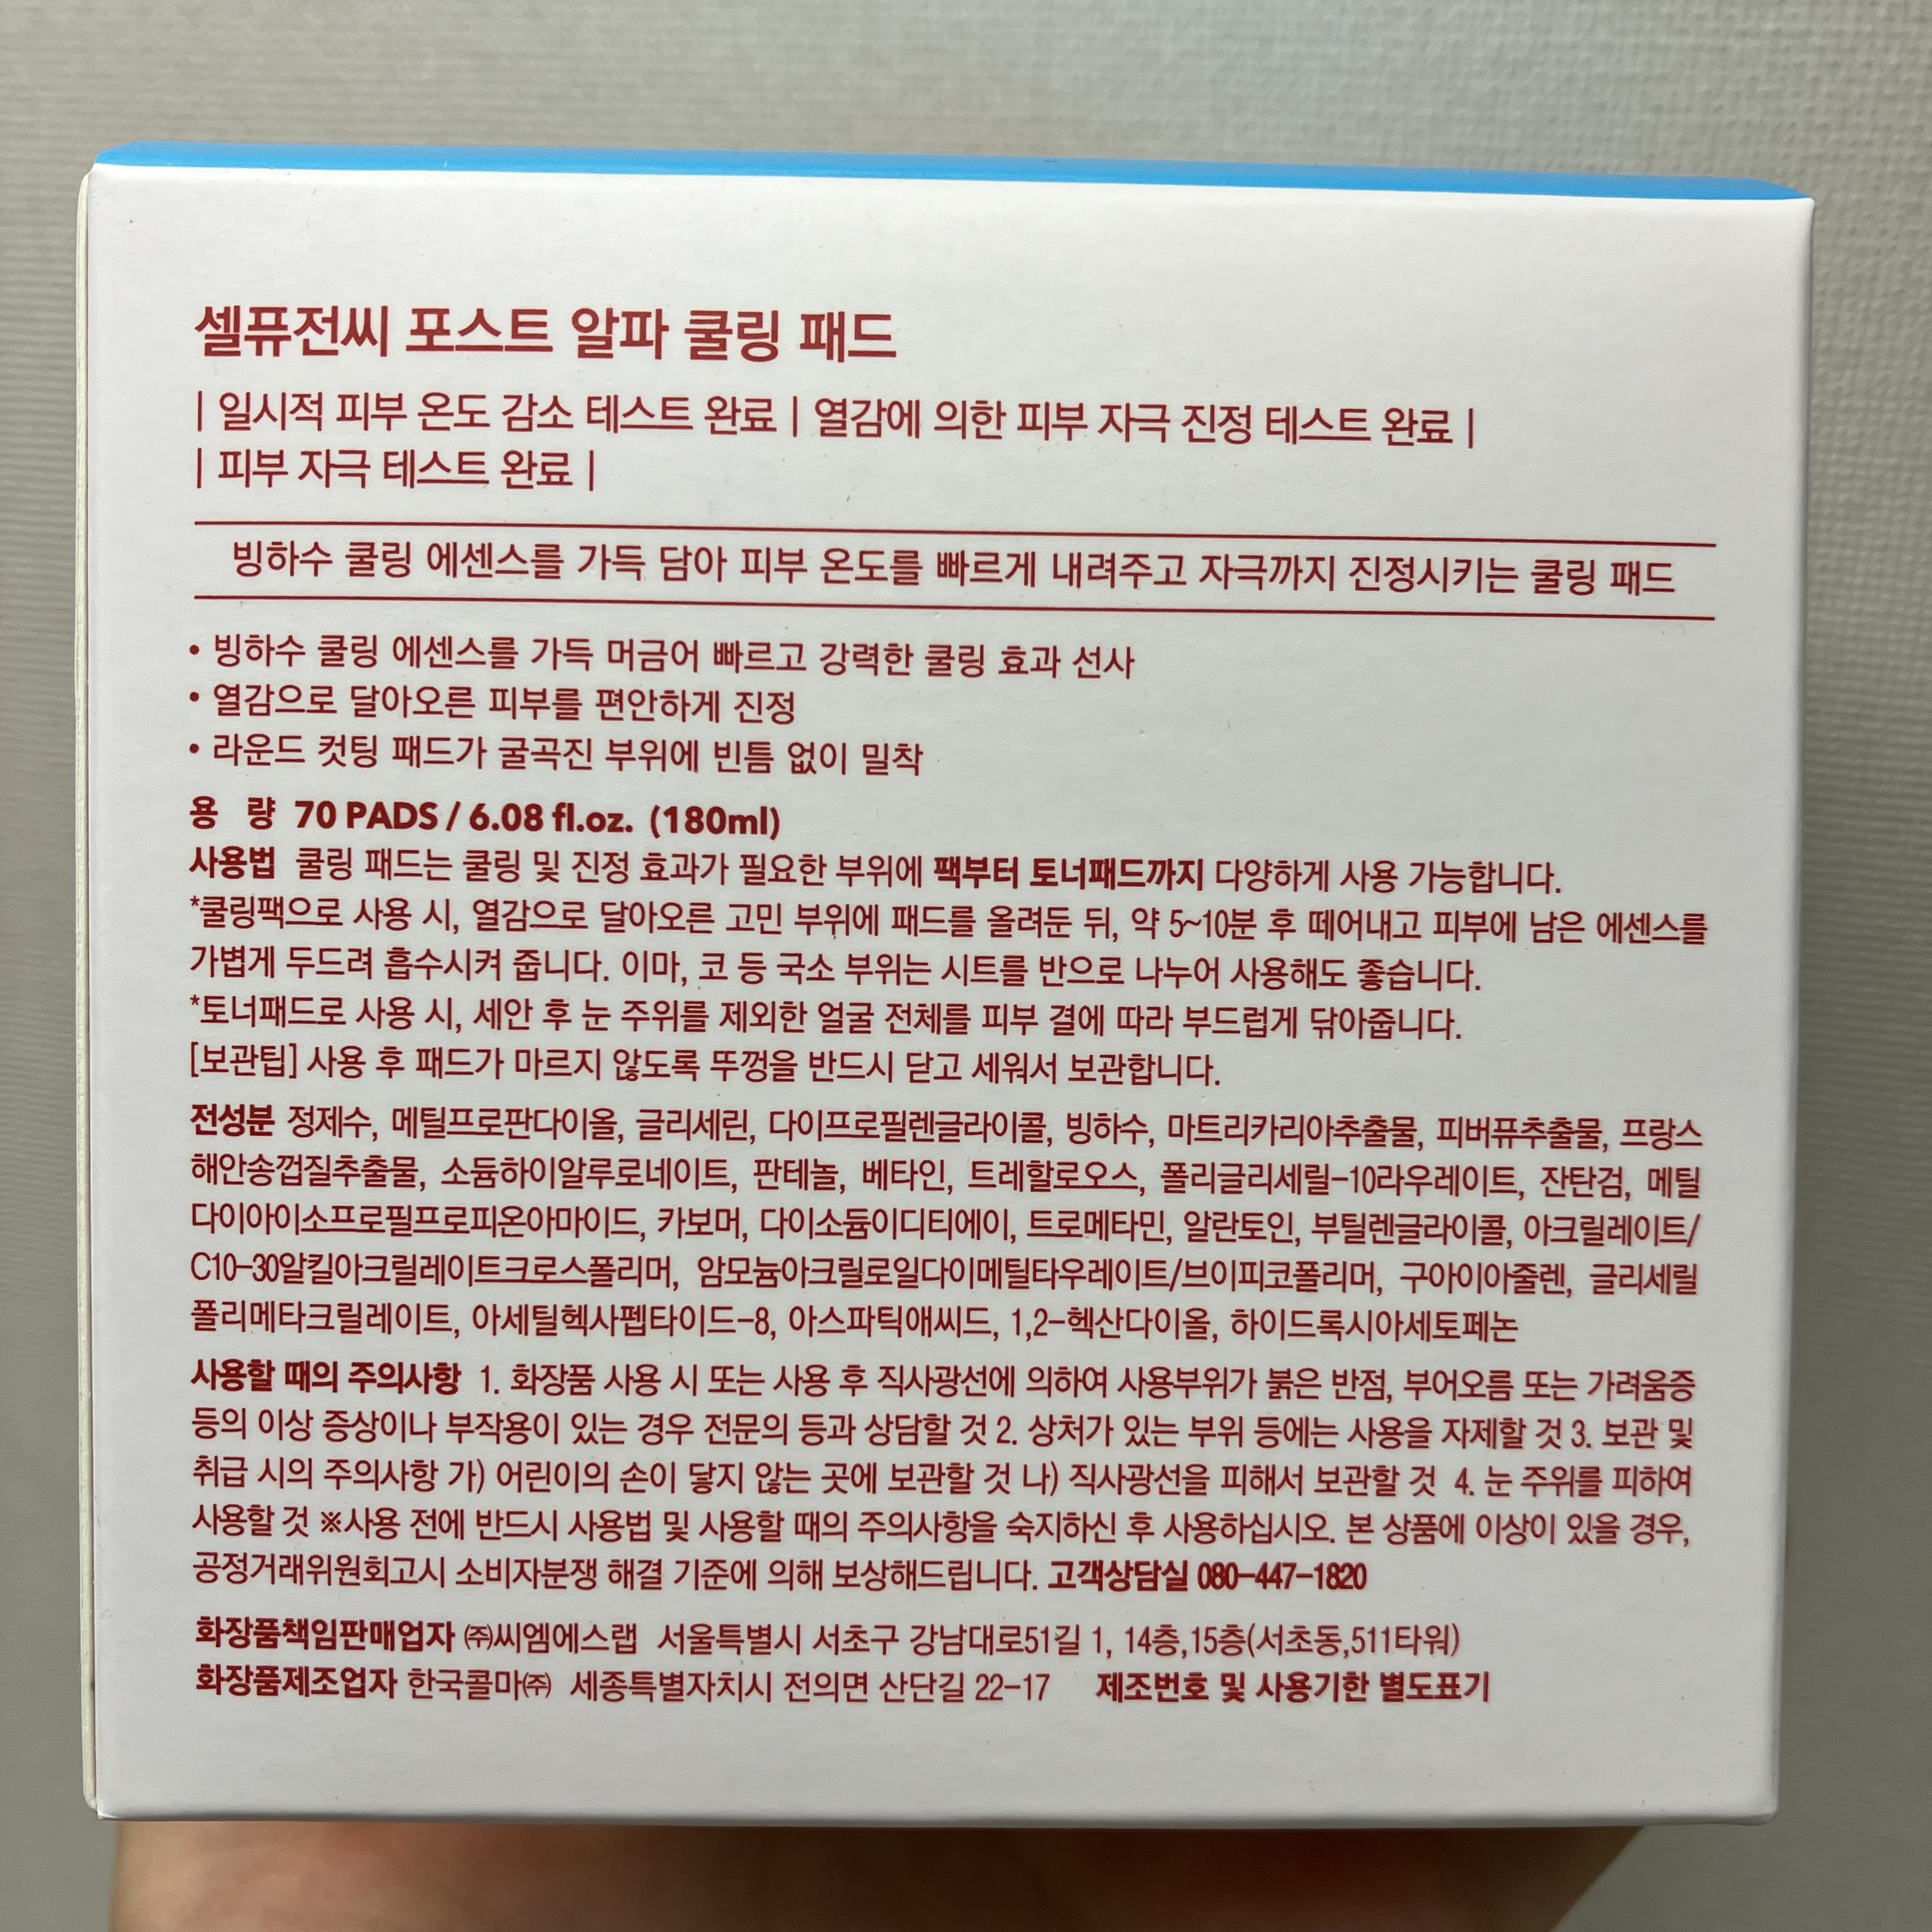 셀퓨전씨 포스트 알파 쿨링 패드
| 일시적 피부 온도 감소 테스트 완료 | 열감에 의한 피부 자극 진정 테스트 완료 |
| 피부 자극 테스트 완료 |
빙하수 쿨링 에센스를 가득 담아 피부 온도를 빠르게 내려주고 자극까지 진정시키는 쿨링 패드
• 빙하수 쿨링 에센스를 가득 머금어 빠르고 강력한 쿨링 효과 선사
• 열감으로 달아오른 피부를 편안하게 진정
• 라운드 컷팅 패드가 굴곡진 부위에 빈틈 없이 밀착
용 량 70 PADS / 6.08 fl.oz. (180ml)
사용법 쿨링 패드는 쿨링 및 진정 효과가 필요한 부위에 팩부터 토너패드까지 다양하게 사용 가능합니다.
*쿨링팩으로 사용 시, 열감으로 달아오른 고민 부위에 패드를 올려둔 뒤, 약 5~10분 후 떼어내고 피부에 남은 에센스를
가볍게 두드려 흡수시켜 줍니다. 이마, 코 등 국소 부위는 시트를 반으로 나누어 사용해도 좋습니다.
*토너패드로 사용 시, 세안 후 눈 주위를 제외한 얼굴 전체를 피부 결에 따라 부드럽게 닦아줍니다.
[보관팁] 사용 후 패드가 마르지 않도록 뚜껑을 반드시 닫고 세워서 보관합니다.
전성분 정제수, 메틸프로판다이올, 글리세린, 다이프로필렌글라이콜, 빙하수, 마트리카리아추출물, 피버퓨추출물, 프랑스
해안송껍질추출물, 소듐하이알루로네이트, 판테놀, 베타인, 트레할로오스, 폴리글리세릴-10라우레이트, 잔탄검, 메틸
다이아이소프로필프로피온아마이드, 카보머, 다이소듐이디티에이, 트로메타민, 알란토인, 부틸렌글라이콜, 아크릴레이트/
C10-30알킬아크릴레이트크로스폴리머, 암모늄아크릴로일다이메틸타우레이트/브이피코폴리머, 구아이아줄렌, 글리세릴
폴리메타크릴레이트, 아세틸헥사펩타이드-8, 아스파틱애씨드, 1,2-헥산다이올, 하이드록시아세토페논
사용할 때의 주의사항 1. 화장품 사용 시 또는 사용 후 직사광선에 의하여 사용부위가 붉은 반점, 부어오름 또는 가려움증
등의 이상 증상이나 부작용이 있는 경우 전문의 등과 상담할 것 2. 상처가 있는 부위 등에는 사용을 자제할 것 3. 보관 및
취급 시의 주의사항 가) 어린이의 손이 닿지 않는 곳에 보관할 것 나) 직사광선을 피해서 보관할 것 4. 눈 주위를 피하여
사용할 것 ※사용 전에 반드시 사용법 및 사용할 때의 주의사항을 숙지하신 후 사용하십시오. 본 상품에 이상이 있을 경우,
공정거래위원회고시 소비자분쟁 해결 기준에 의해 보상해드립니다. 고객상담실 080-447-1820
화장품책임판매업자 ㈜씨엠에스랩 서울특별시 서초구 강남대로51길 1, 14층,15층(서초동,511타워)
화장품제조업자 한국콜마㈜ 세종특별자치시 전의면 산단길 22-17 제조번호 및 사용기한 별도표기